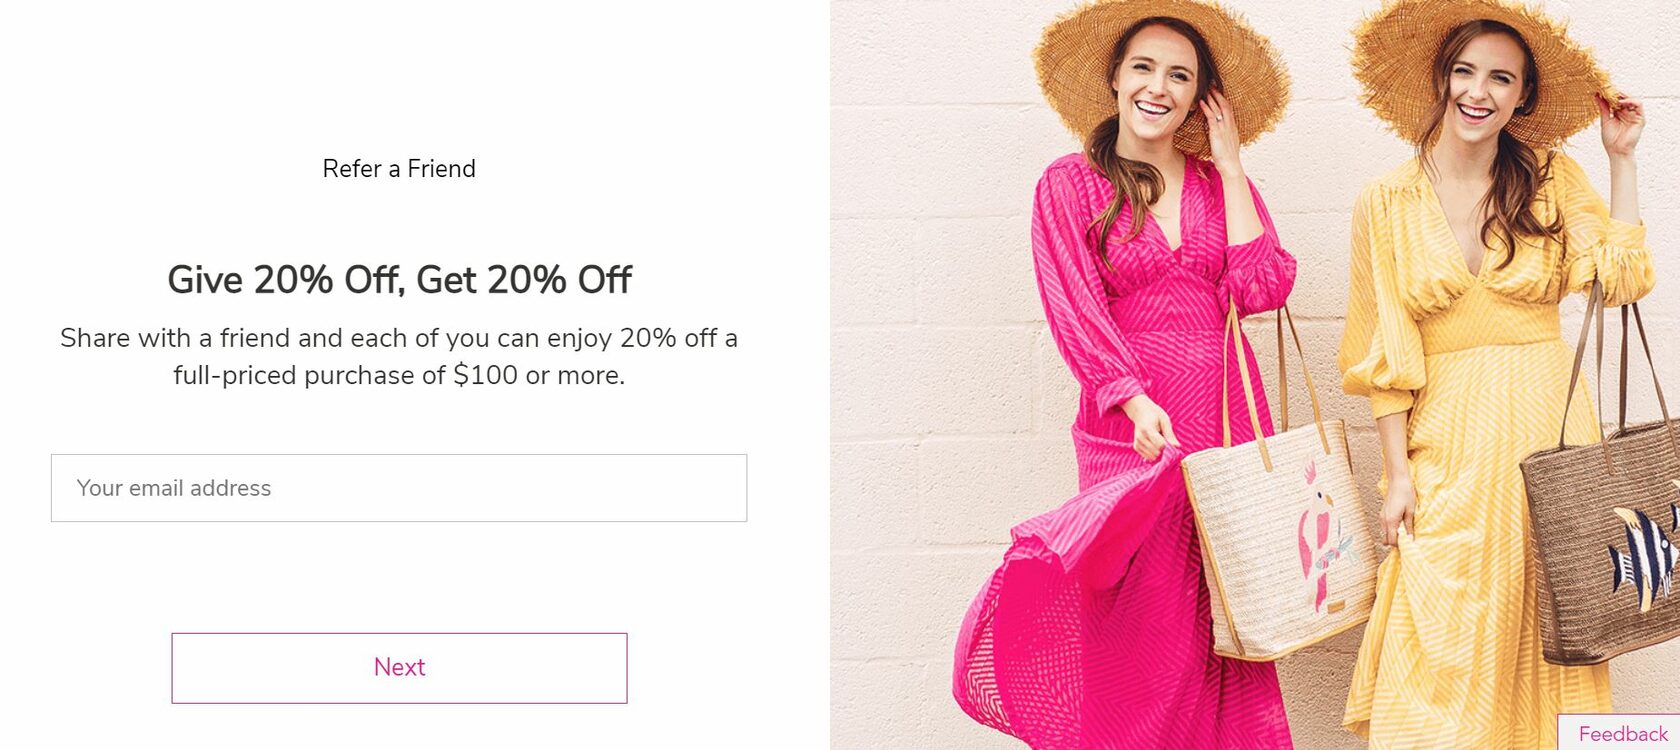 Refer a Friend
Give 20% Off, Get 20% Off
Share with a friend and each of you can enjoy 20% off a
full-priced purchase of $100 or more.
Your email address
Next
Feedback